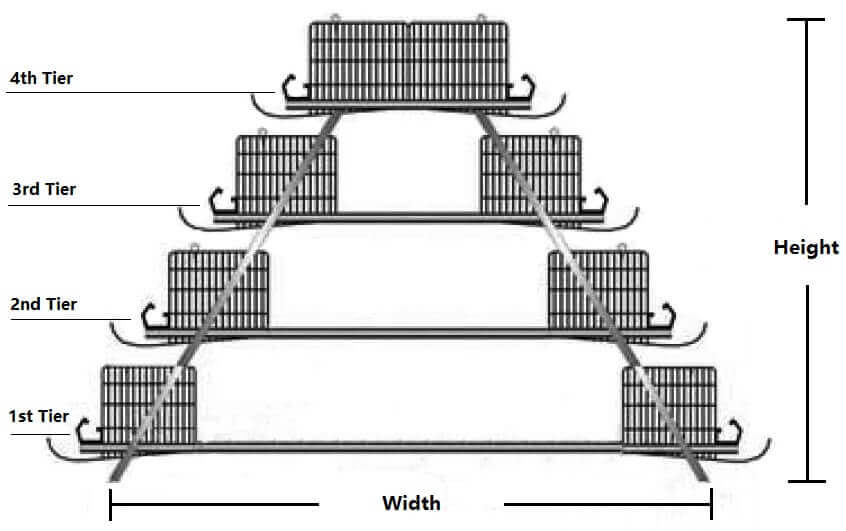 4th Tier
3rd Tier
Height
2nd Tier
1st Tier
Width